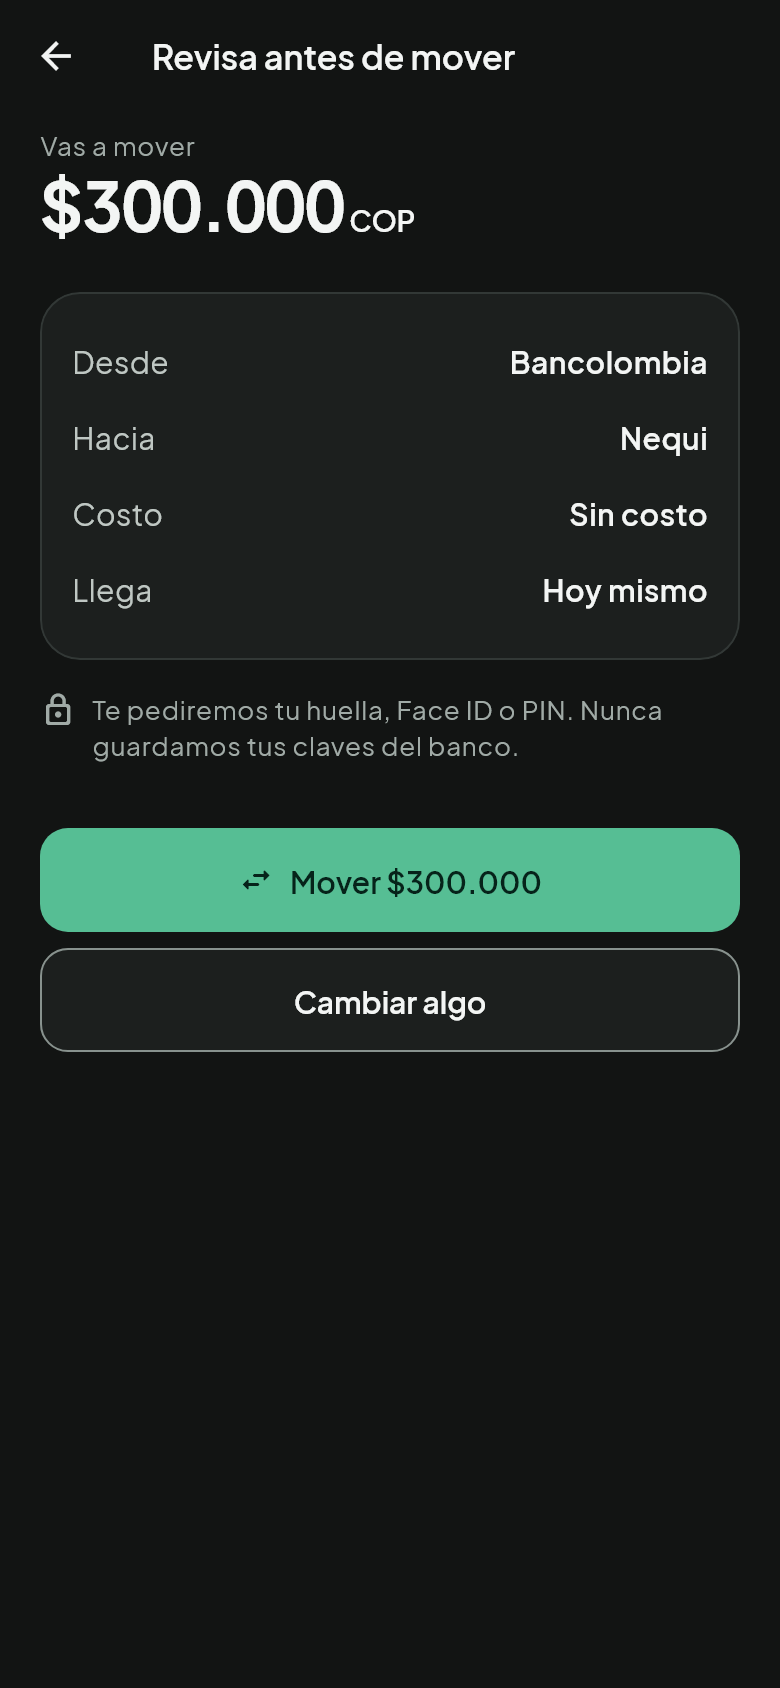 Revisa antes de mover
Vas a mover
$300.000 COP
Desde Bancolombia
Hacia Nequi
Costo Sin costo
Llega Hoy mismo
Te pediremos tu huella, Face ID o PIN. Nunca
guardamos tus claves del banco.
Mover $300.000
Cambiar algo